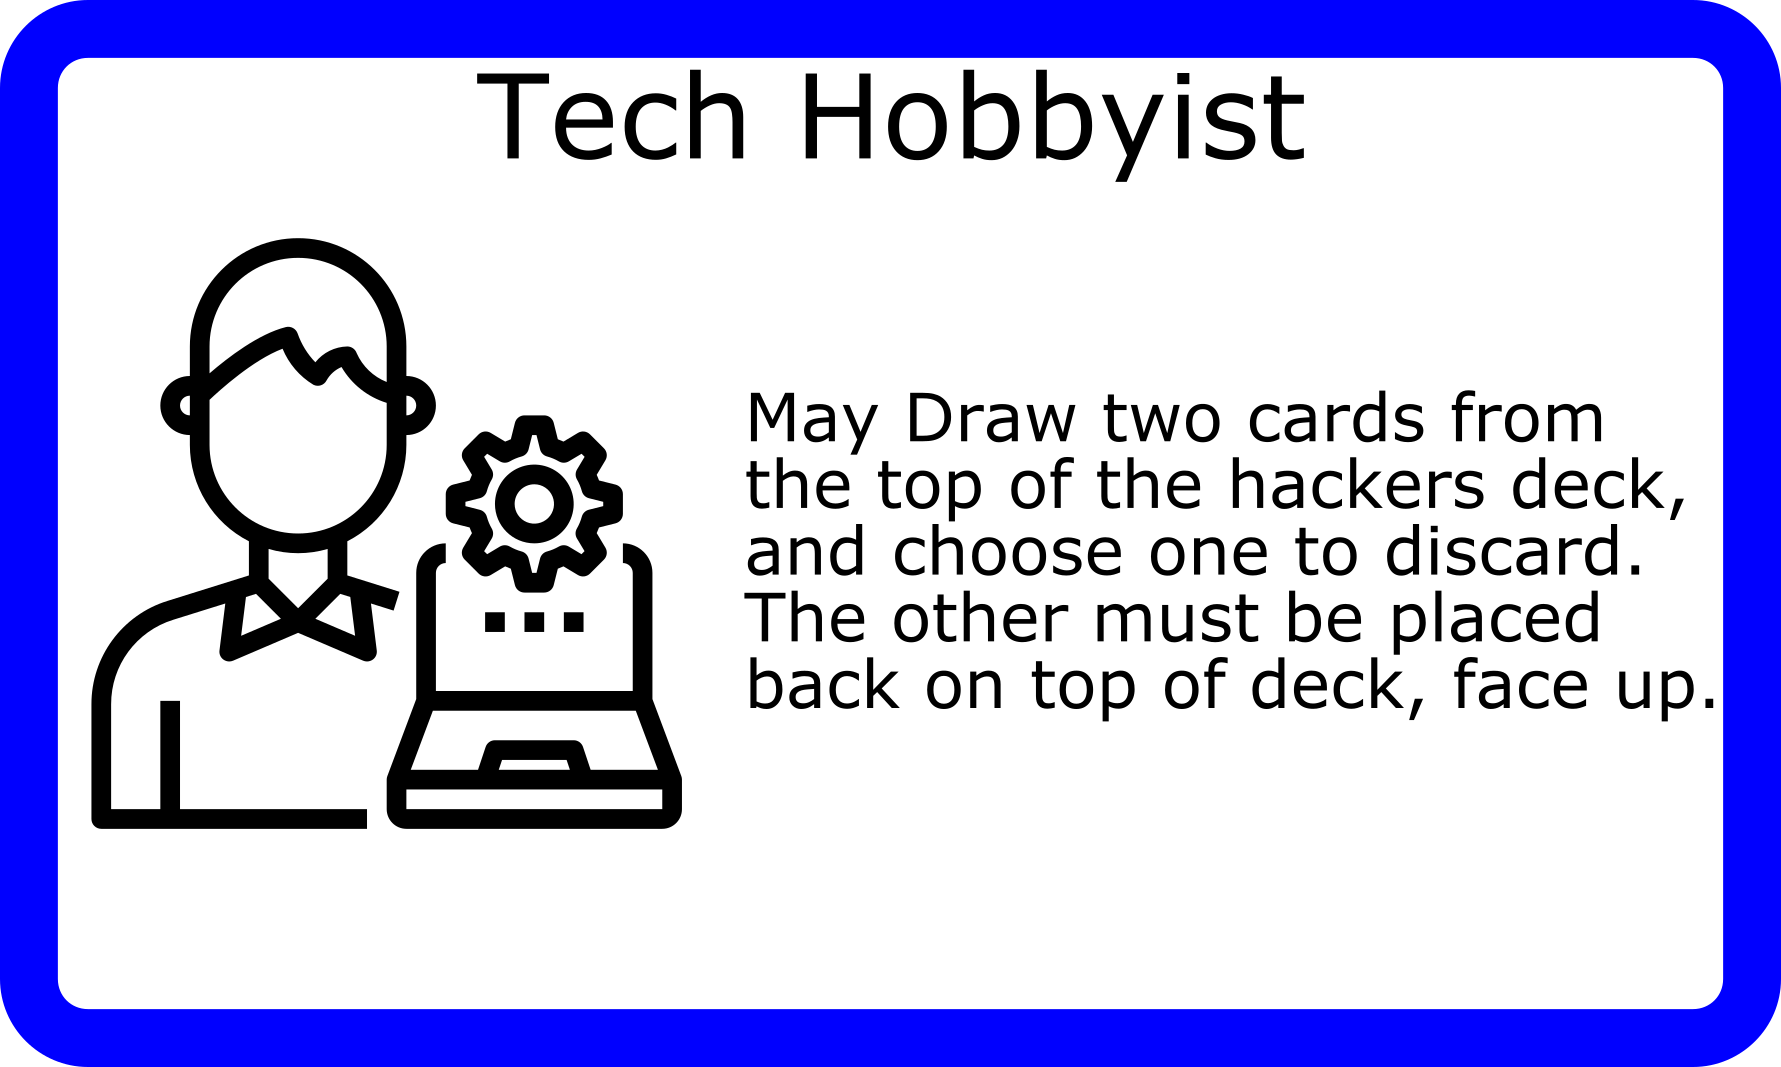 Tech Hobbyist
May Draw two cards from
the top of the hackers deck,
and choose one to discard.
The other must be placed
back on top of deck, face up.